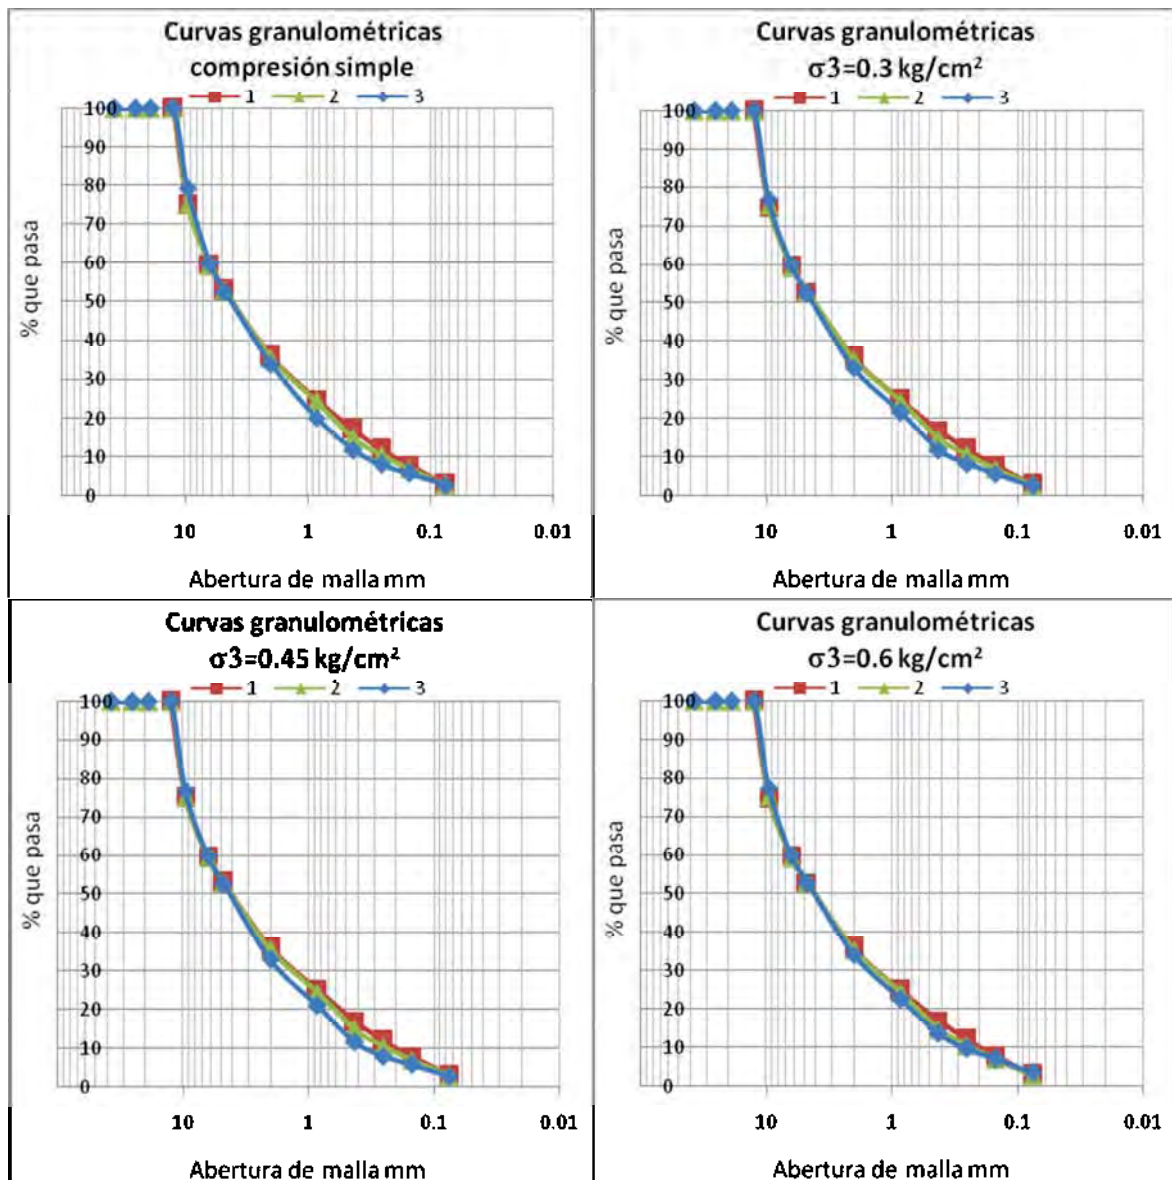 Curvas granulométricas
compresión simple
1 2 3
100
90
80
70
60
50
40
30
20
10
0
% que pasa
10 1 0.1 0.01
Abertura de malla mm
Curvas granulométricas
σ3=0.3 kg/cm²
1 2 3
100
90
80
70
60
50
40
30
20
10
0
% que pasa
10 1 0.1 0.01
Abertura de malla mm
Curvas granulométricas
σ3=0.45 kg/cm²
1 2 3
100
90
80
70
60
50
40
30
20
10
0
% que pasa
10 1 0.1 0.01
Abertura de malla mm
Curvas granulométricas
σ3=0.6 kg/cm²
1 2 3
100
90
80
70
60
50
40
30
20
10
0
% que pasa
10 1 0.1 0.01
Abertura de malla mm